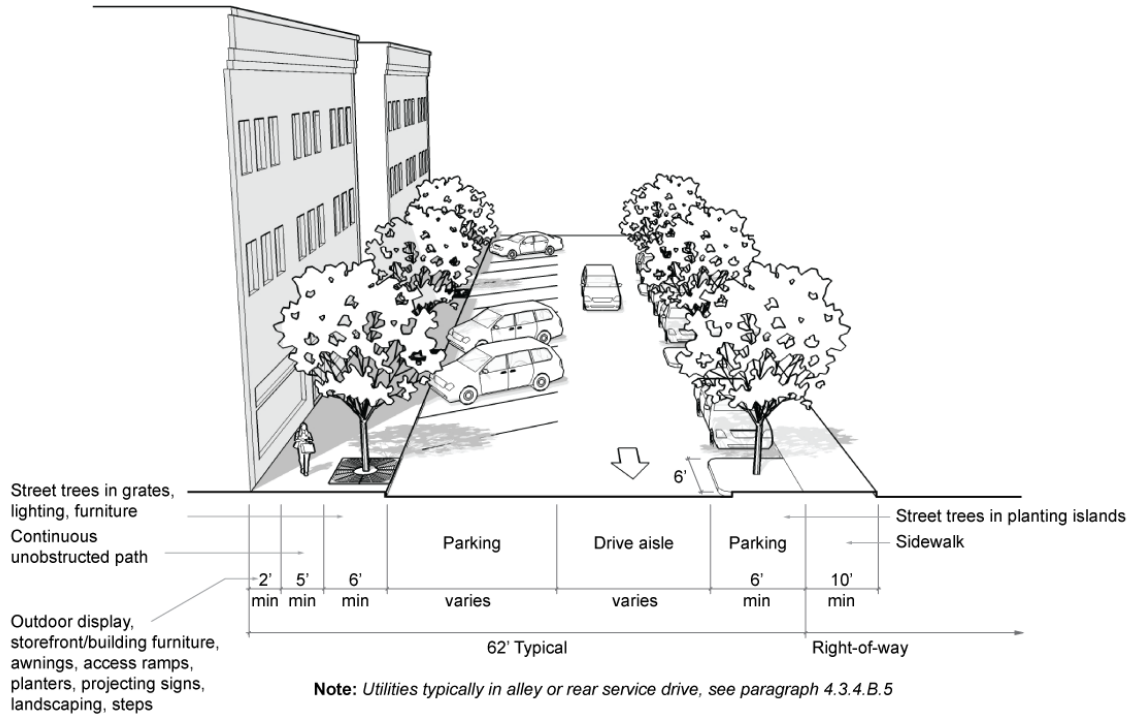 6’
Street trees in grates,
lighting, furniture
Continuous
unobstructed path
Parking
Drive aisle
Parking
Street trees in planting islands
Sidewalk
2’
min
5’
min
6’
min
varies
varies
6’
min
10’
min
Outdoor display,
storefront/building furniture,
awnings, access ramps,
planters, projecting signs,
landscaping, steps
62’ Typical
Right-of-way
Note: Utilities typically in alley or rear service drive, see paragraph 4.3.4.B.5